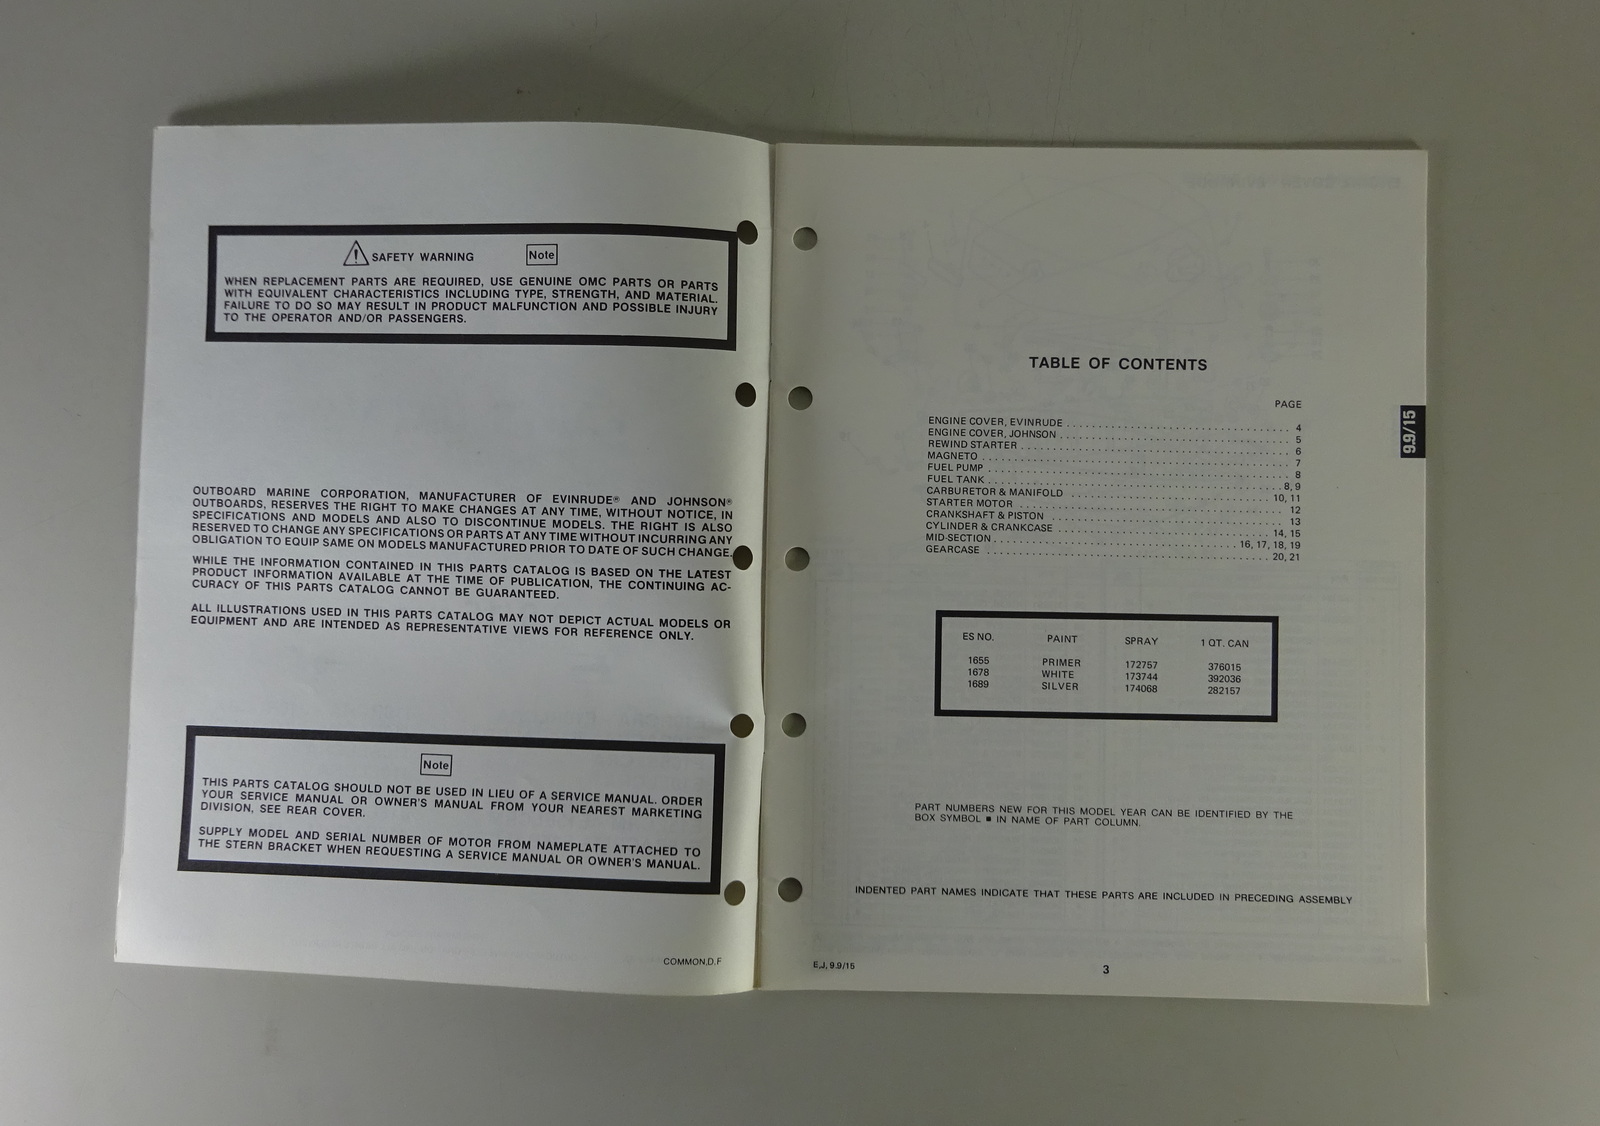 SAFETY WARNING Note
WHEN REPLACEMENT PARTS ARE REQUIRED, USE GENUINE OMC PARTS OR PARTS
WITH EQUIVALENT CHARACTERISTICS INCLUDING TYPE, STRENGTH, AND MATERIAL.
FAILURE TO DO SO MAY RESULT IN PRODUCT MALFUNCTION AND POSSIBLE INJURY
TO THE OPERATOR AND/OR PASSENGERS.
OUTBOARD MARINE CORPORATION, MANUFACTURER OF EVINRUDE® AND JOHNSON®
OUTBOARDS, RESERVES THE RIGHT TO MAKE CHANGES AT ANY TIME, WITHOUT NOTICE, IN
SPECIFICATIONS AND MODELS AND ALSO TO DISCONTINUE MODELS. THE RIGHT IS ALSO
RESERVED TO CHANGE ANY SPECIFICATIONS OR PARTS AT ANY TIME WITHOUT INCURRING ANY
OBLIGATION TO EQUIP SAME ON MODELS MANUFACTURED PRIOR TO DATE OF SUCH CHANGE.
WHILE THE INFORMATION CONTAINED IN THIS PARTS CATALOG IS BASED ON THE LATEST
PRODUCT INFORMATION AVAILABLE AT THE TIME OF PUBLICATION, THE CONTINUING AC-
CURACY OF THIS PARTS CATALOG CANNOT BE GUARANTEED.
ALL ILLUSTRATIONS USED IN THIS PARTS CATALOG MAY NOT DEPICT ACTUAL MODELS OR
EQUIPMENT AND ARE INTENDED AS REPRESENTATIVE VIEWS FOR REFERENCE ONLY.
Note
THIS PARTS CATALOG SHOULD NOT BE USED IN LIEU OF A SERVICE MANUAL. ORDER
YOUR SERVICE MANUAL OR OWNER'S MANUAL FROM YOUR NEAREST MARKETING
DIVISION, SEE REAR COVER.
SUPPLY MODEL AND SERIAL NUMBER OF MOTOR FROM NAMEPLATE ATTACHED TO
THE STERN BRACKET WHEN REQUESTING A SERVICE MANUAL OR OWNER'S MANUAL.
COMMON.D.F
TABLE OF CONTENTS
PAGE
ENGINE COVER, EVINRUDE 4
ENGINE COVER, JOHNSON 5
REWIND STARTER 6
MAGNETO 7
FUEL PUMP 8
FUEL TANK 8, 9
CARBURETOR & MANIFOLD 10, 11
STARTER MOTOR 12
CRANKSHAFT & PISTON 13
CYLINDER & CRANKCASE 14, 15
MID-SECTION 16, 17, 18, 19
GEARCASE 20, 21
9.9/15
ES NO. PAINT SPRAY 1 QT. CAN
1655 PRIMER 172757 376015
1678 WHITE 173744 392036
1689 SILVER 174068 282157
PART NUMBERS NEW FOR THIS MODEL YEAR CAN BE IDENTIFIED BY THE
BOX SYMBOL ■ IN NAME OF PART COLUMN.
INDENTED PART NAMES INDICATE THAT THESE PARTS ARE INCLUDED IN PRECEDING ASSEMBLY
E,J, 9.9/15
3